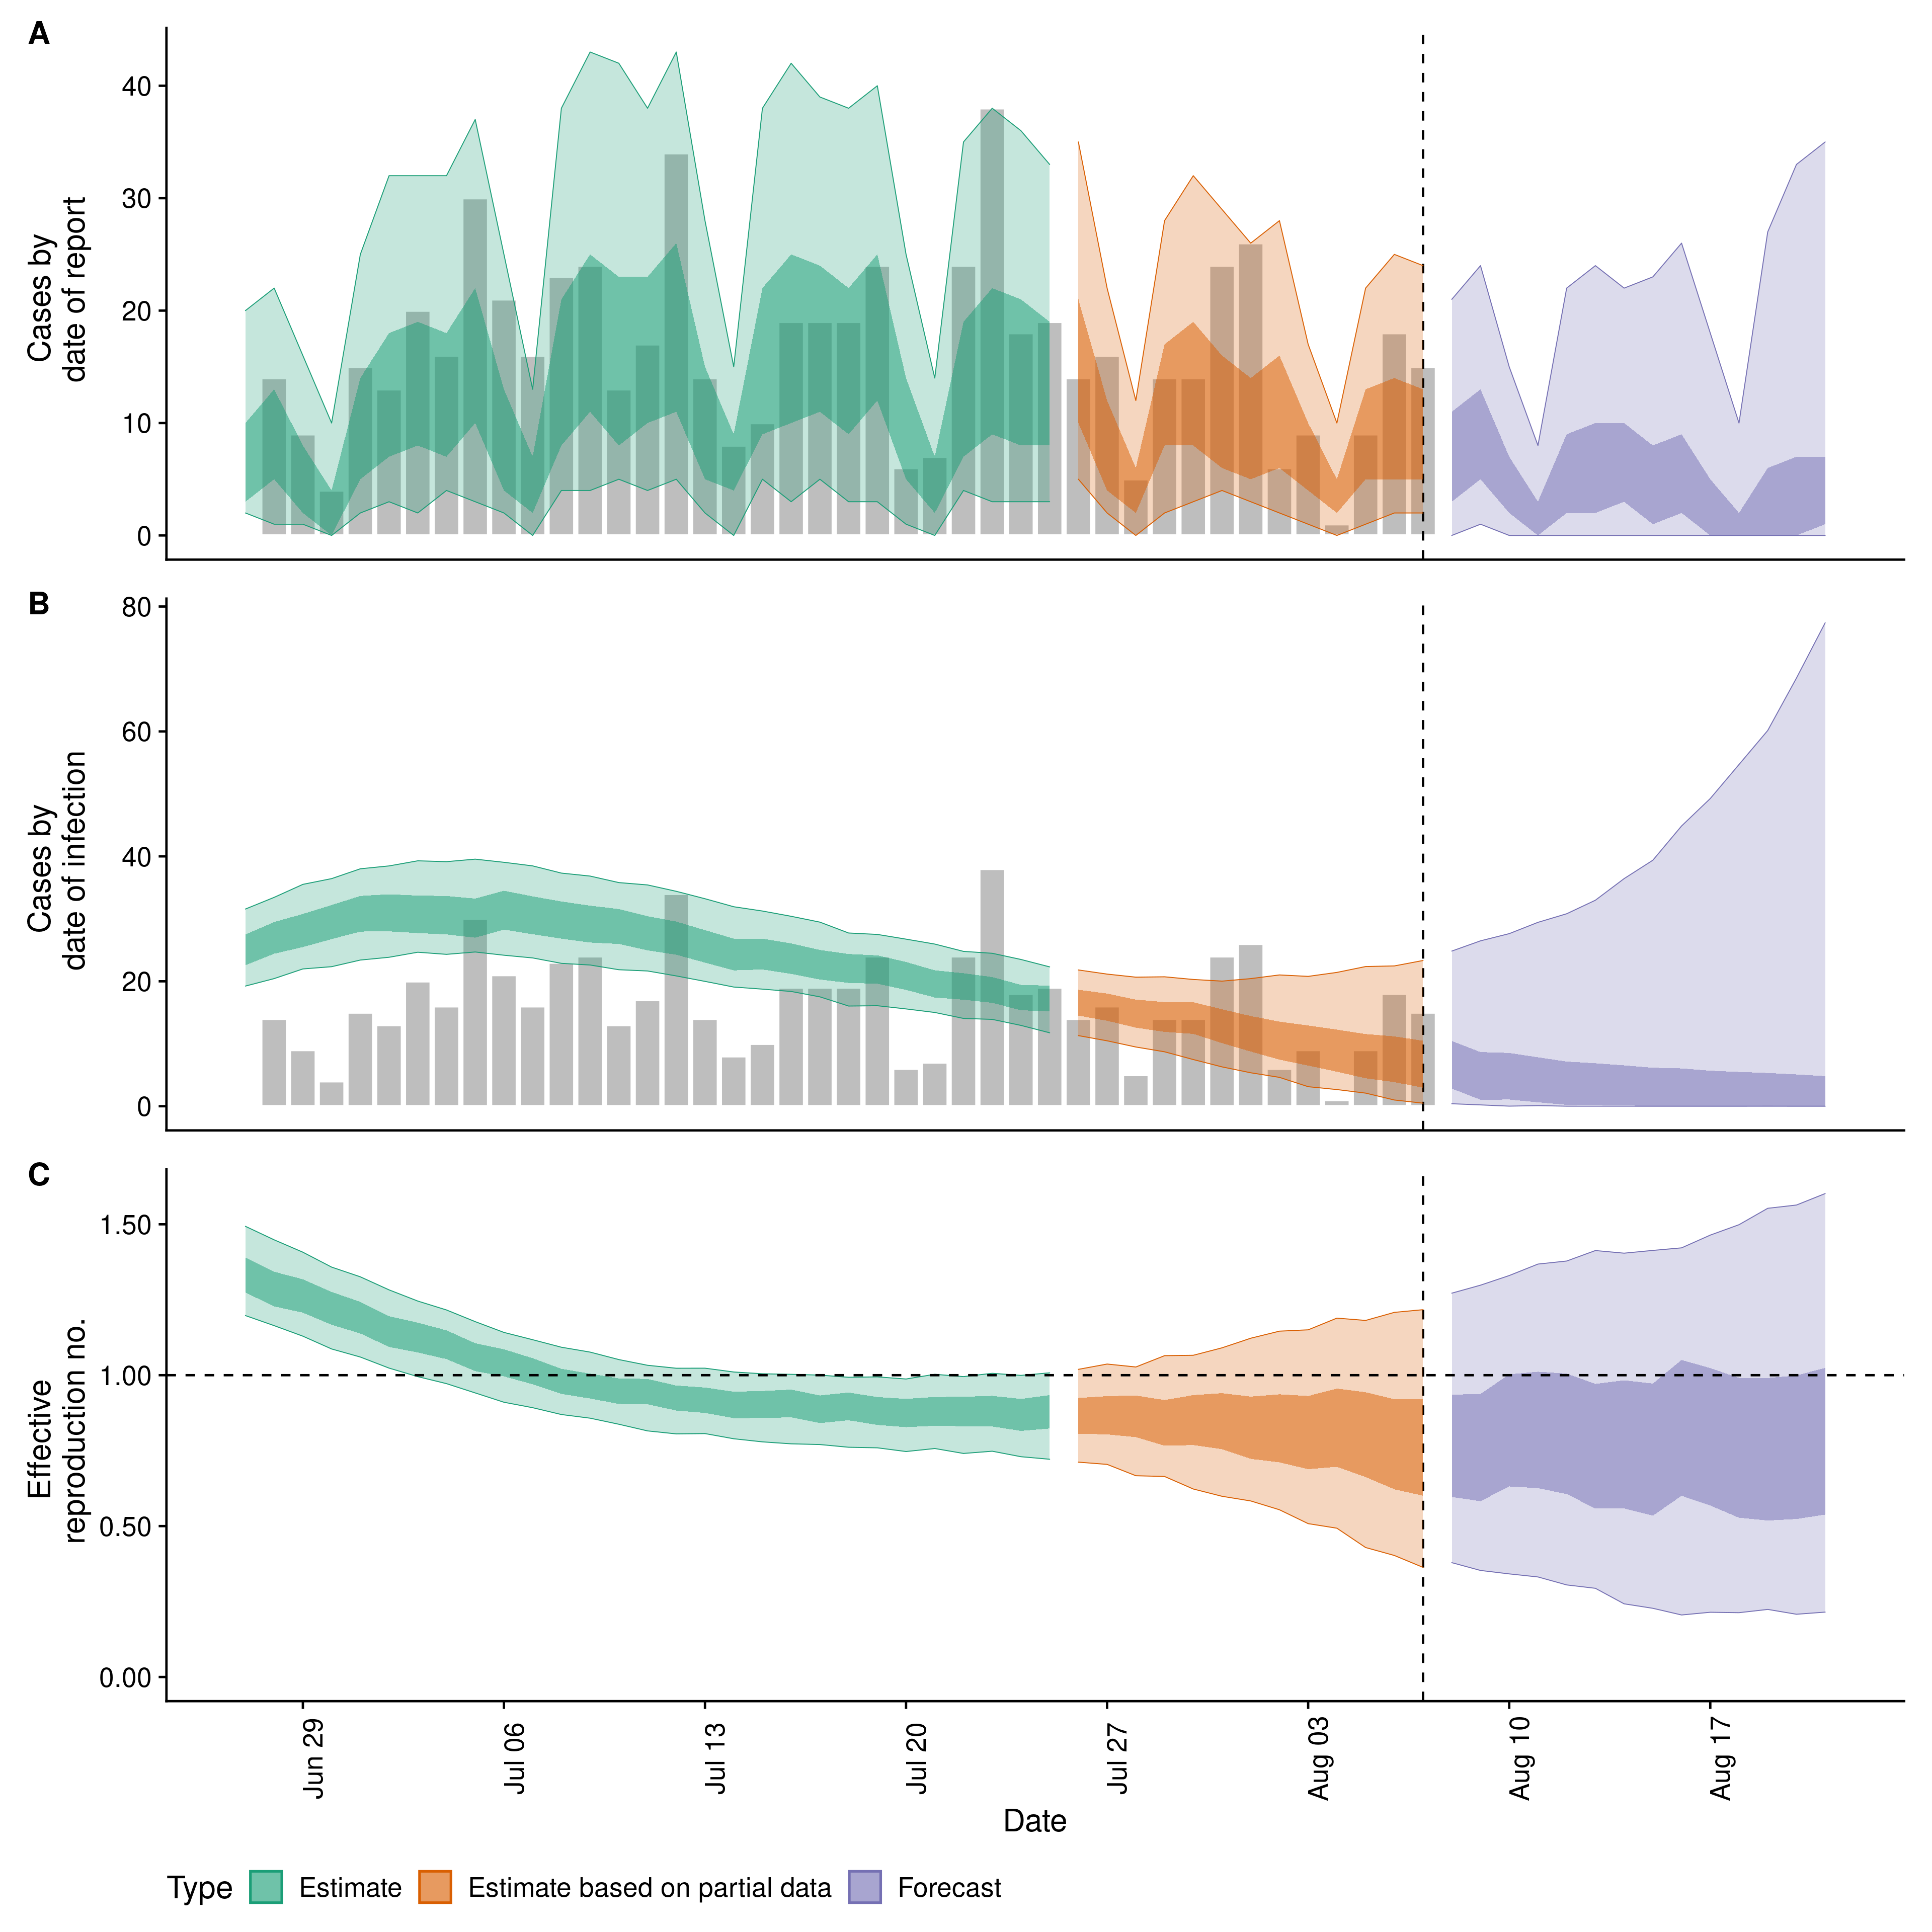 A
40
30
20
10
0
Cases by
date of report
B
80
60
40
20
0
Cases by
date of infection
C
1.50
1.00
0.50
0.00
Effective
reproduction no.
Jun 29
Jul 06
Jul 13
Jul 20
Jul 27
Aug 03
Aug 10
Aug 17
Date
Type Estimate Estimate based on partial data Forecast